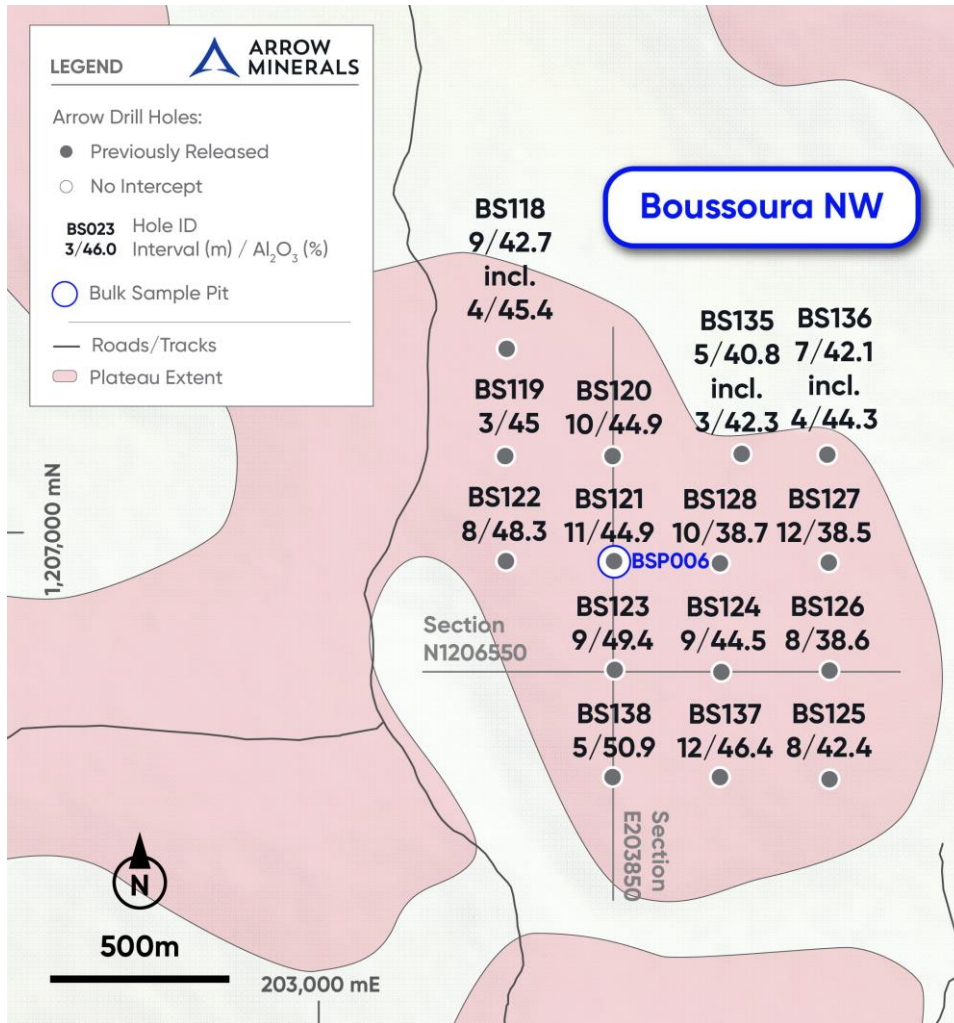 ARROW
MINERALS
LEGEND
Arrow Drill Holes:
Previously Released
No Intercept
BS023 Hole ID
3/46.0 Interval (m) / Al₂O₃ (%)
Bulk Sample Pit
Roads/Tracks
Plateau Extent
Boussoura NW
BS118
9/42.7
incl.
4/45.4
BS135
5/40.8
incl.
3/42.3
BS136
7/42.1
incl.
4/44.3
BS119
3/45
BS120
10/44.9
BS122
8/48.3
BS121
11/44.9
BS128
10/38.7
BS127
12/38.5
BSP006
1,207,000 mN
Section
N1206550
BS123
9/49.4
BS124
9/44.5
BS126
8/38.6
BS138
5/50.9
BS137
12/46.4
BS125
8/42.4
Section
E203850
N
500m
203,000 mE